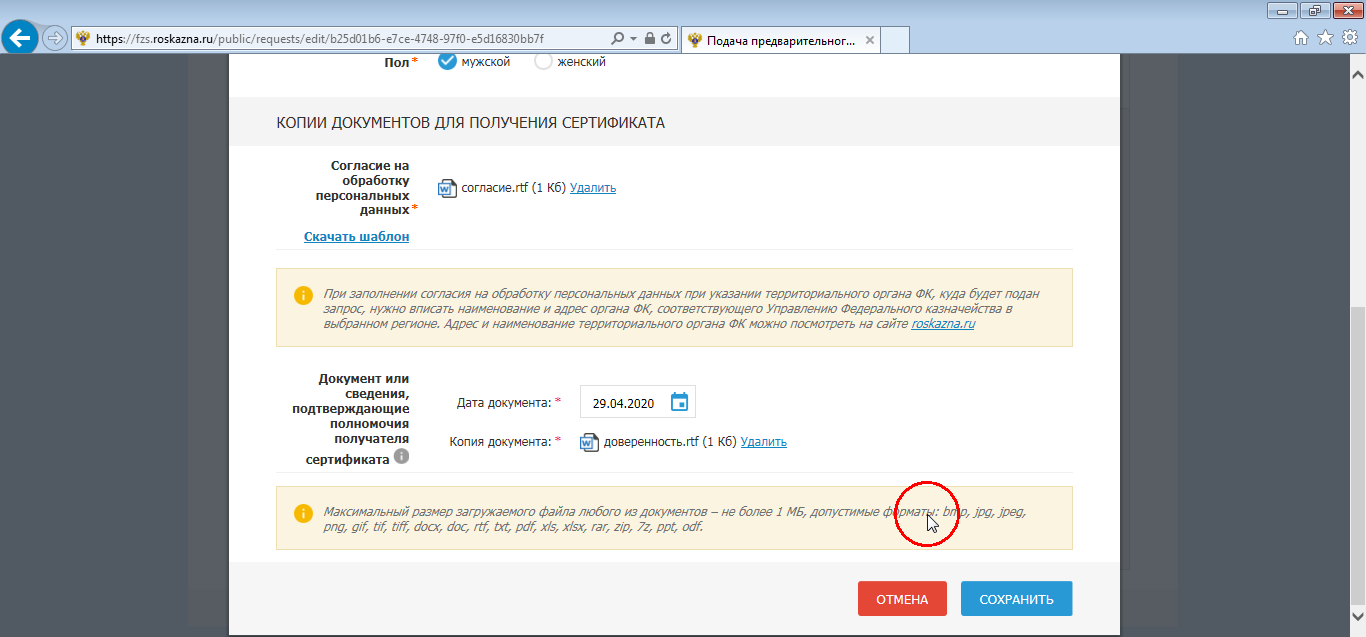 https://fzs.roskazna.ru/public/requests/edit/b25d01b6-e7ce-4748-97f0-e5d16830bb7f
Подача предварительног...
Пол * мужской женский
КОПИИ ДОКУМЕНТОВ ДЛЯ ПОЛУЧЕНИЯ СЕРТИФИКАТА
Согласие на
обработку
персональных
данных *
согласие.rtf (1 Кб) Удалить
Скачать шаблон
При заполнении согласия на обработку персональных данных при указании территориального органа ФК, куда будет подан
запрос, нужно вписать наименование и адрес органа ФК, соответствующего Управлению Федерального казначейства в
выбранном регионе. Адрес и наименование территориального органа ФК можно посмотреть на сайте roskazna.ru
Документ или
сведения,
подтверждающие
полномочия
получателя
сертификата
Дата документа: * 29.04.2020
Копия документа: * доверенность.rtf (1 Кб) Удалить
Максимальный размер загружаемого файла любого из документов – не более 1 МБ, допустимые форматы: bmp, jpg, jpeg,
png, gif, tif, tiff, docx, doc, rtf, txt, pdf, xls, xlsx, rar, zip, 7z, ppt, odf.
ОТМЕНА СОХРАНИТЬ